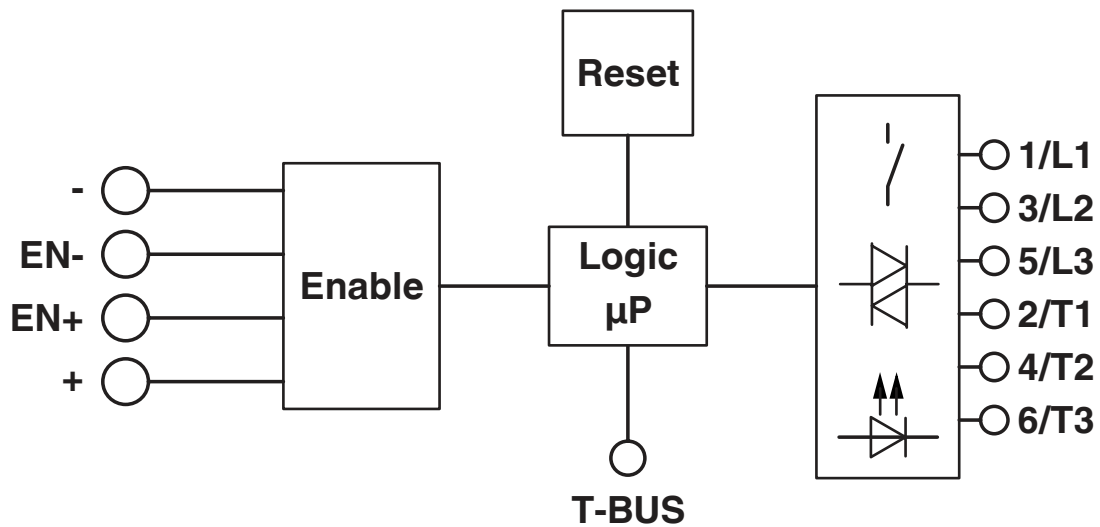 Reset
-
EN-
EN+
+
Enable
Logic
µP
T-BUS
1/L1
3/L2
5/L3
2/T1
4/T2
6/T3